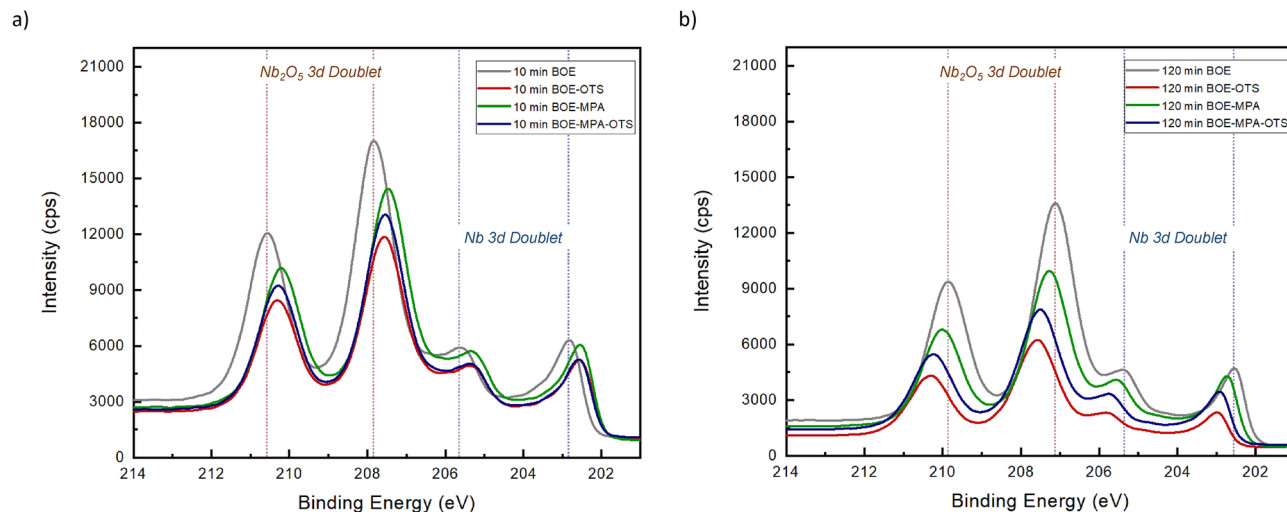 a)
21000
18000
15000
12000
9000
6000
3000
0
Intensity (cps)
214
212
210
208
206
204
202
Binding Energy (eV)
Nb₂O₅ 3d Doublet
Nb 3d Doublet
10 min BOE
10 min BOE-OTS
10 min BOE-MPA
10 min BOE-MPA-OTS
b)
21000
18000
15000
12000
9000
6000
3000
0
Intensity (cps)
214
212
210
208
206
204
202
Binding Energy (eV)
Nb₂O₅ 3d Doublet
Nb 3d Doublet
120 min BOE
120 min BOE-OTS
120 min BOE-MPA
120 min BOE-MPA-OTS